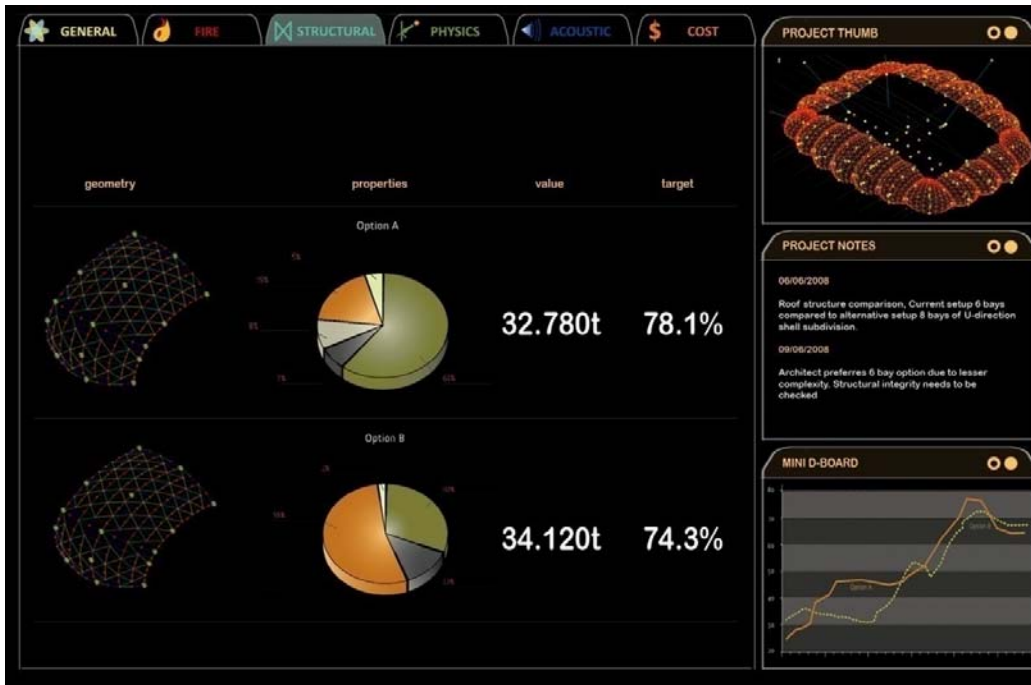 GENERAL
FIRE
STRUCTURAL
PHYSICS
ACOUSTIC
$ COST
geometry
properties
value
target
Option A
32.780t
78.1%
Option B
34.120t
74.3%
PROJECT THUMB
PROJECT NOTES
06/06/2008
Roof structure comparison, Current setup 6 bays
compared to alternative setup 8 bays of U-direction
shell subdivision.
09/06/2008
Architect preferres 6 bay option due to lesser
complexity. Structural integrity needs to be
checked
MINI D-BOARD
Option A
Option B